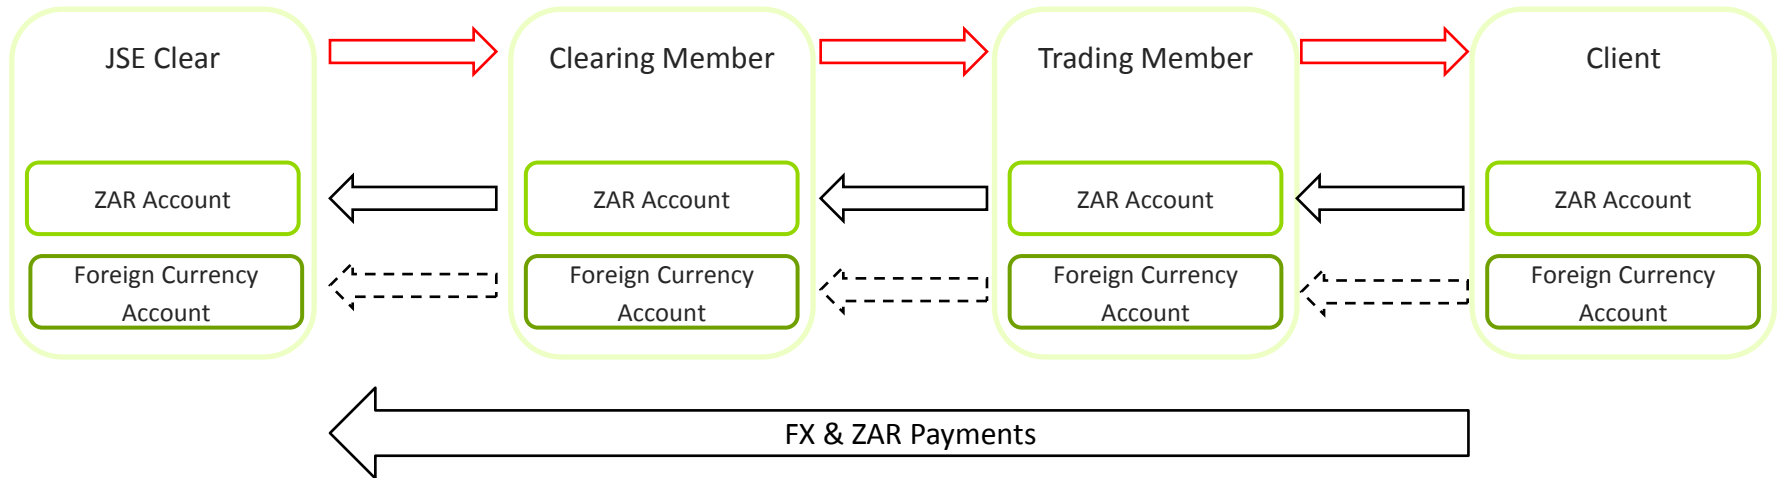 JSE Clear
Clearing Member
Trading Member
Client
ZAR Account
ZAR Account
ZAR Account
ZAR Account
Foreign Currency
Account
Foreign Currency
Account
Foreign Currency
Account
Foreign Currency
Account
FX & ZAR Payments